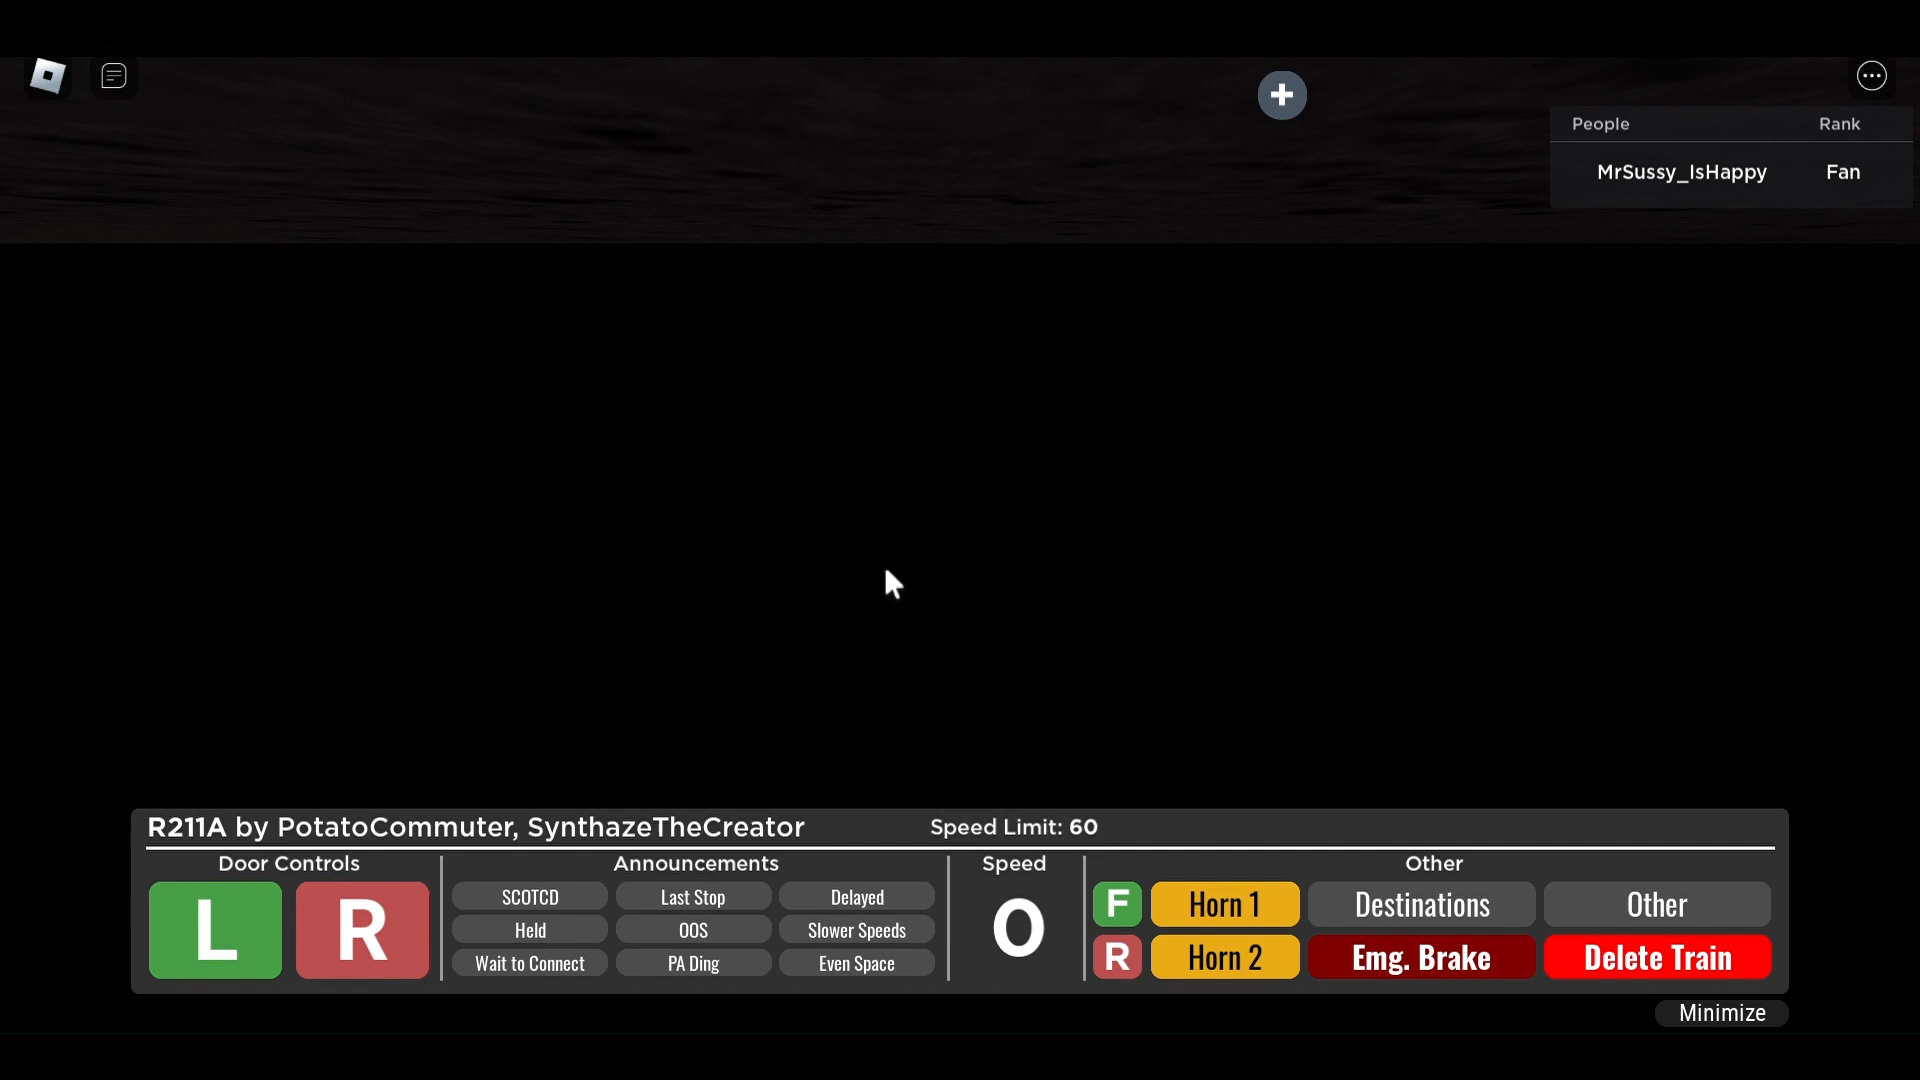 People Rank
MrSussy_IsHappy Fan
R211A by PotatoCommuter, SynthazeTheCreator Speed Limit: 60
Door Controls Announcements Speed Other
L R
SCOTCD Last Stop Delayed
Held OOS Slower Speeds
Wait to Connect PA Ding Even Space
0
F Horn 1 Destinations Other
R Horn 2 Emg. Brake Delete Train
Minimize